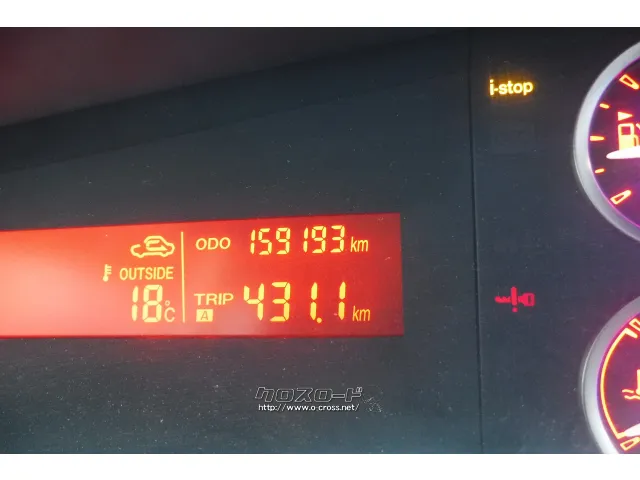 i-stop
ODO 159193 km
OUTSIDE
18℃
TRIP A 431.1 km
クロスロード
http://www.o-cross.net/